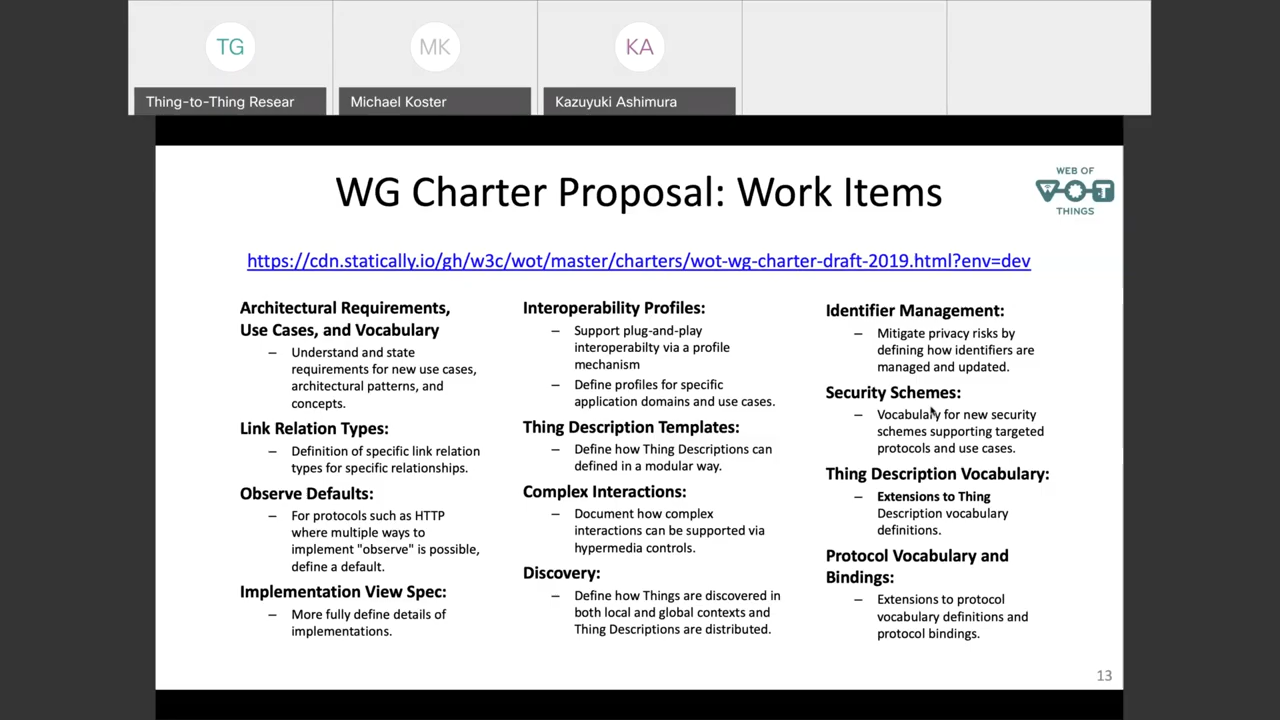 TG
MK
KA
Thing-to-Thing Resear
Michael Koster
Kazuyuki Ashimura
WG Charter Proposal: Work Items
WEB OF
WOT
THINGS
https://cdn.statically.io/gh/w3c/wot/master/charters/wot-wg-charter-draft-2019.html?env=dev
Architectural Requirements,
Use Cases, and Vocabulary
– Understand and state
requirements for new use cases,
architectural patterns, and
concepts.
Link Relation Types:
– Definition of specific link relation
types for specific relationships.
Observe Defaults:
– For protocols such as HTTP
where multiple ways to
implement "observe" is possible,
define a default.
Implementation View Spec:
– More fully define details of
implementations.
Interoperability Profiles:
– Support plug-and-play
interoperabilty via a profile
mechanism
– Define profiles for specific
application domains and use cases.
Thing Description Templates:
– Define how Thing Descriptions can
defined in a modular way.
Complex Interactions:
– Document how complex
interactions can be supported via
hypermedia controls.
Discovery:
– Define how Things are discovered in
both local and global contexts and
Thing Descriptions are distributed.
Identifier Management:
– Mitigate privacy risks by
defining how identifiers are
managed and updated.
Security Schemes:
– Vocabulary for new security
schemes supporting targeted
protocols and use cases.
Thing Description Vocabulary:
– Extensions to Thing
Description vocabulary
definitions.
Protocol Vocabulary and
Bindings:
– Extensions to protocol
vocabulary definitions and
protocol bindings.
13